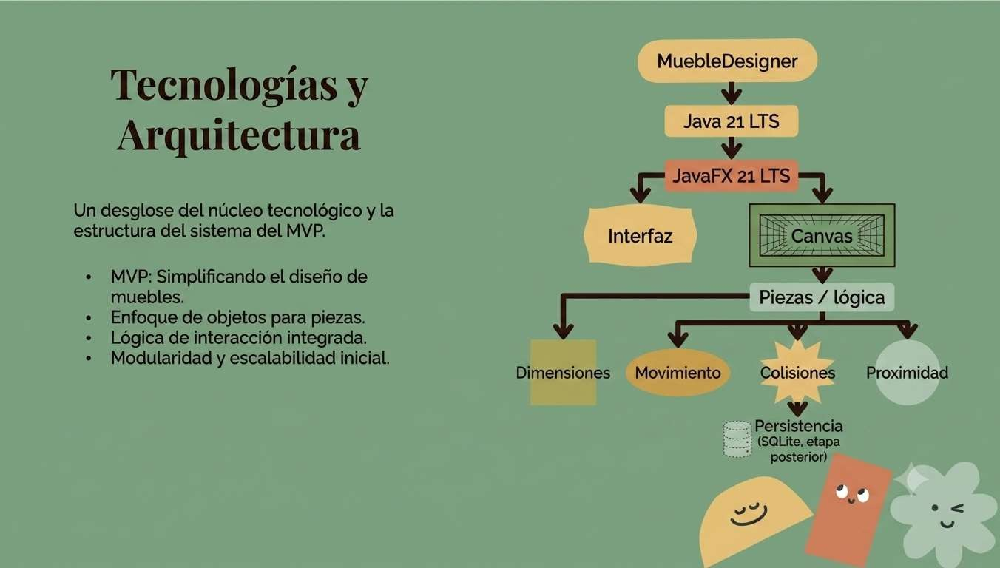 Tecnologías y
Arquitectura
Un desglose del núcleo tecnológico y la
estructura del sistema del MVP.
• MVP: Simplificando el diseño de
muebles.
• Enfoque de objetos para piezas.
• Lógica de interacción integrada.
• Modularidad y escalabilidad inicial.
MuebleDesigner
Java 21 LTS
JavaFX 21 LTS
Interfaz
Canvas
Piezas / lógica
Dimensiones
Movimiento
Colisiones
Proximidad
Persistencia
(SQLite, etapa
posterior)